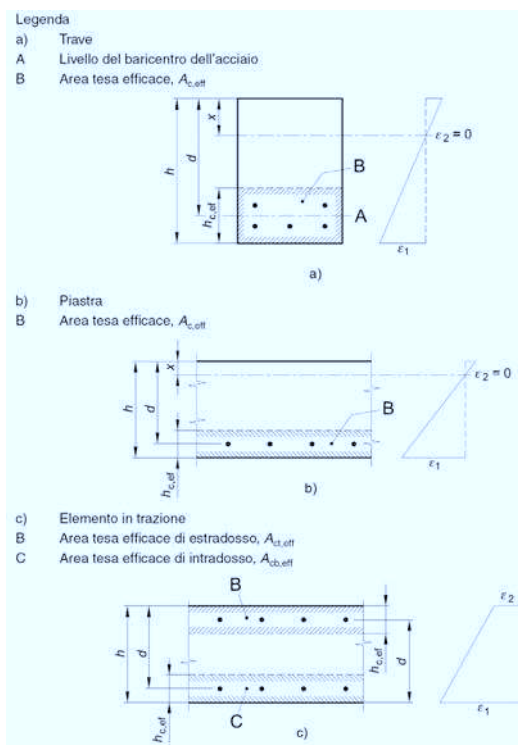 Legenda
a) Trave
A Livello del baricentro dell'acciaio
B Area tesa efficace, Ac,eff
x
h
d
hc,ef
B
A
ε2 = 0
ε1
a)
b) Piastra
B Area tesa efficace, Ac,eff
x
h
d
hc,ef
B
ε2 = 0
ε1
b)
c) Elemento in trazione
B Area tesa efficace di estradosso, Act,eff
C Area tesa efficace di intradosso, Acb,eff
B
h
d
hc,ef
hc,ef
d
C
ε2
ε1
c)